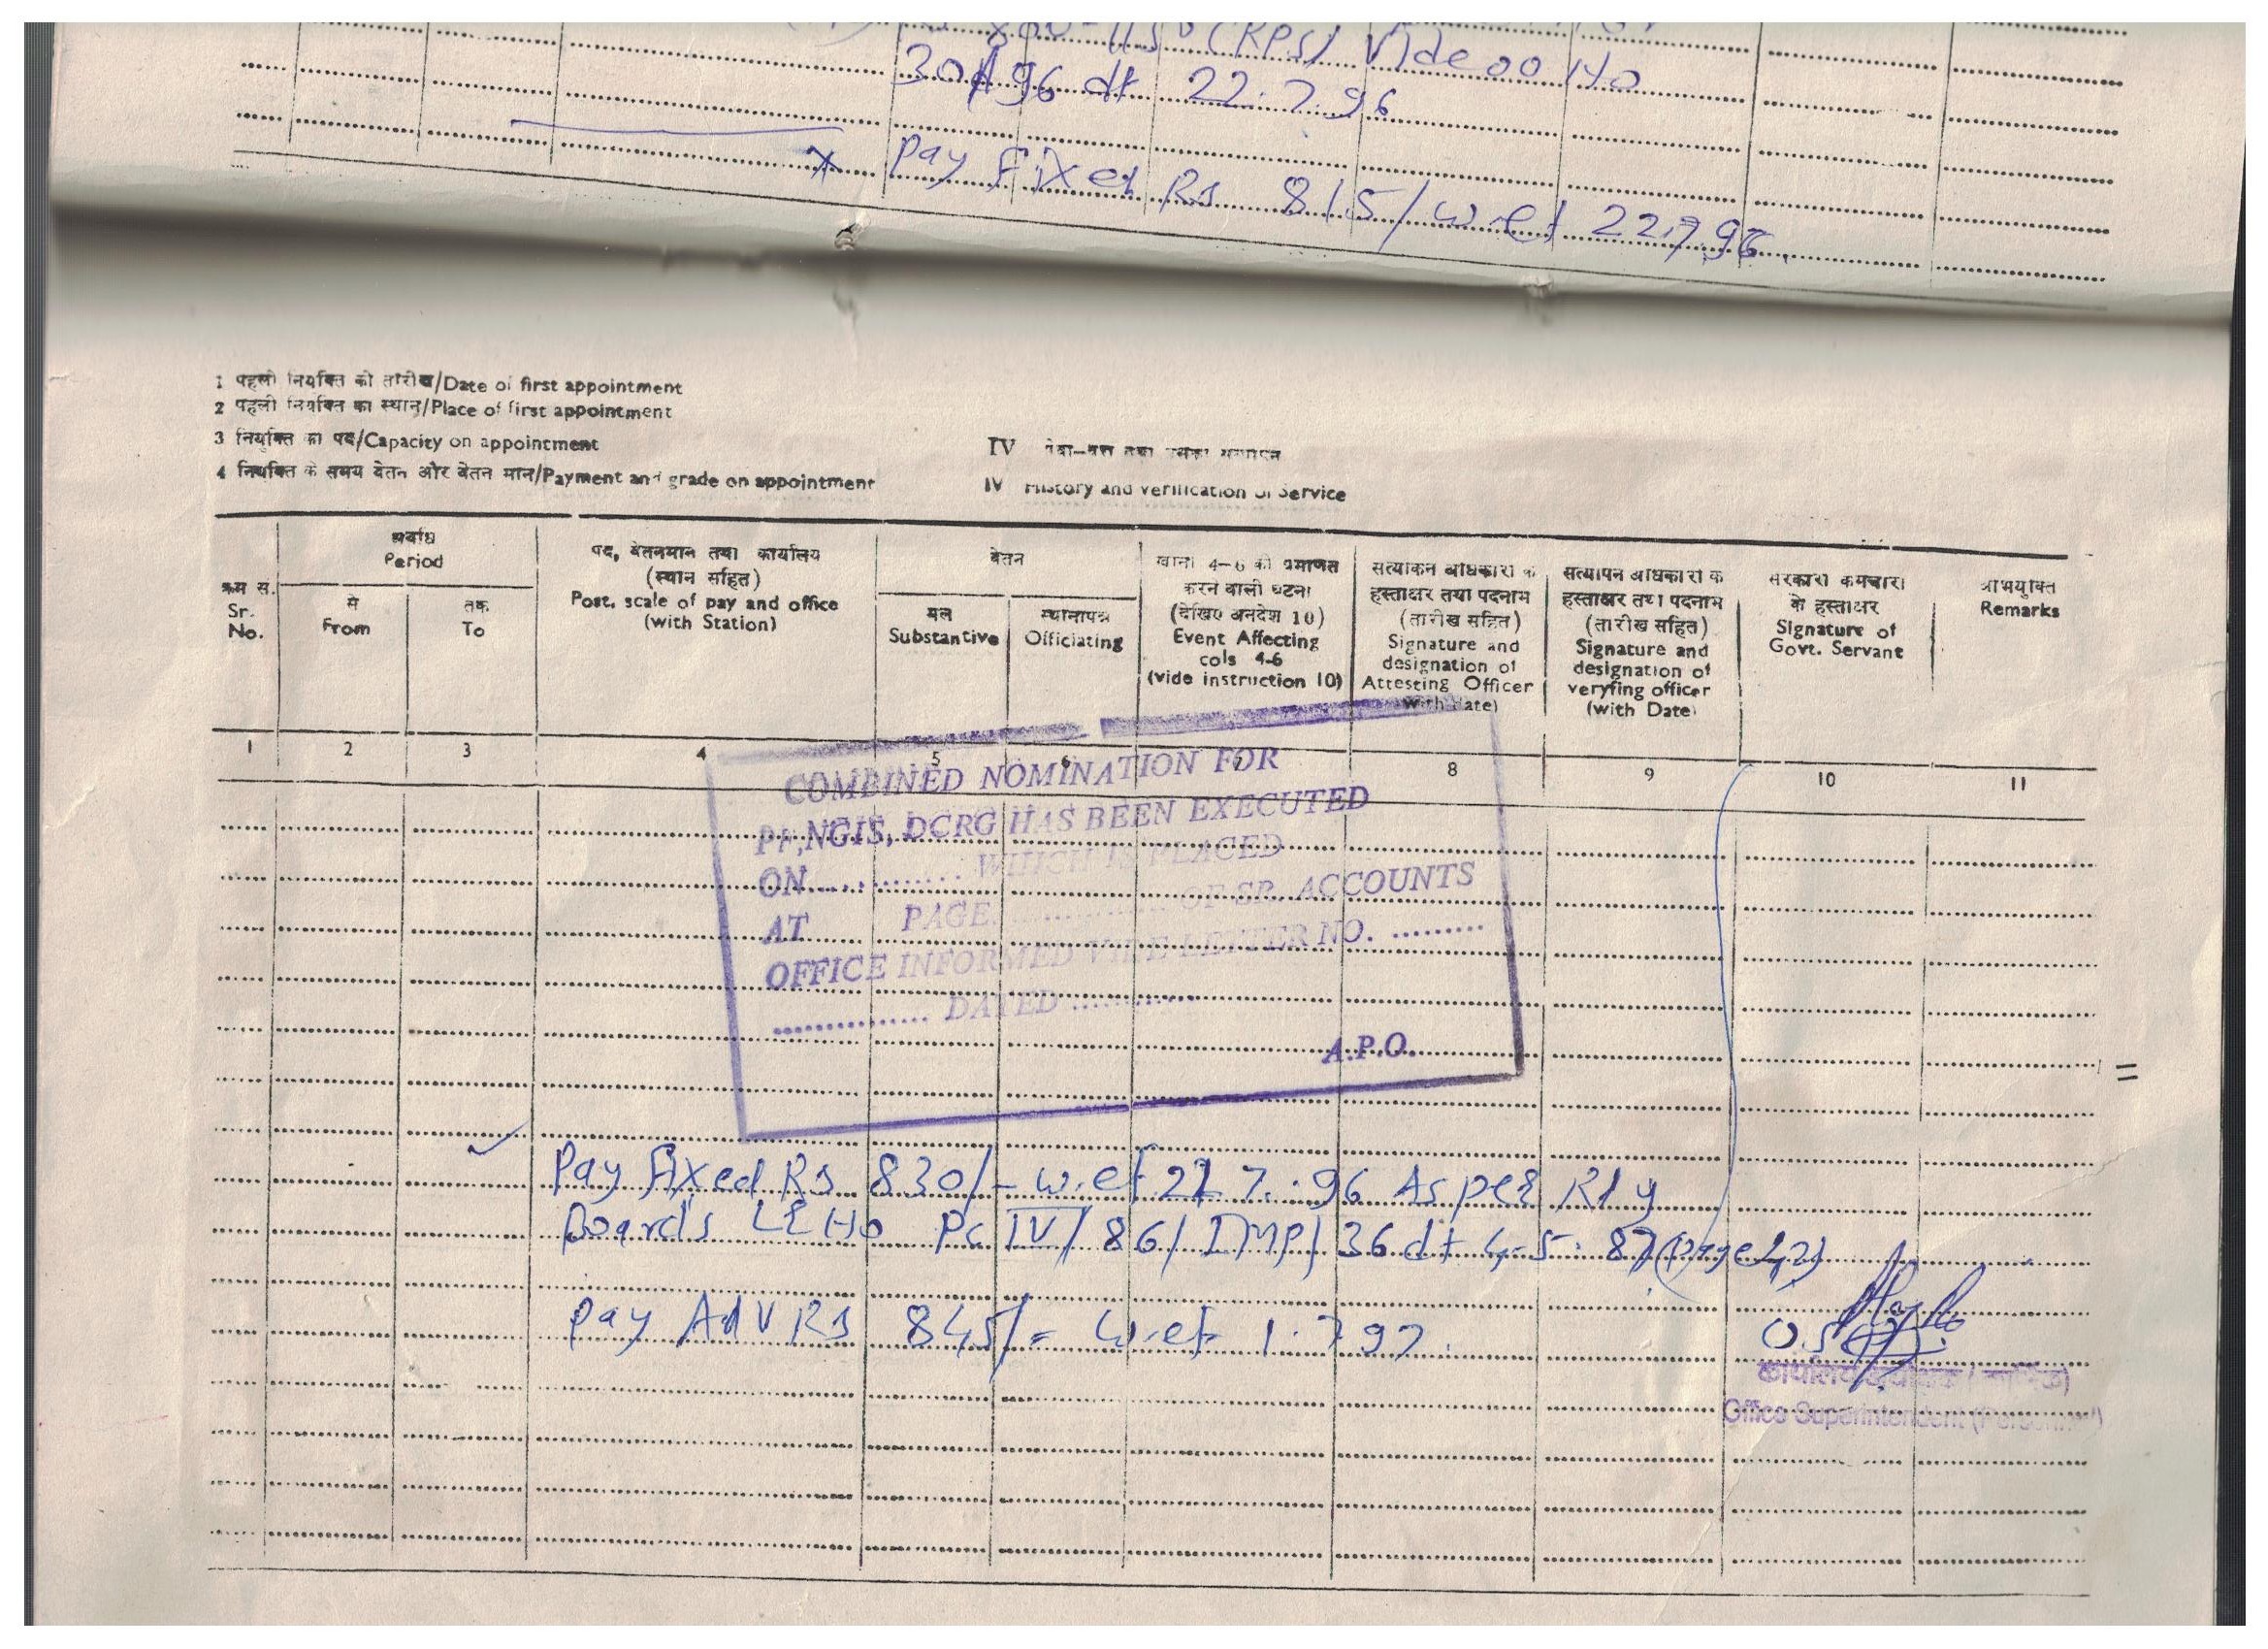 800-1150 (RPS) Vide OO No
301/96 dt 22.7.96
x Pay Fixed Rs 815/ w.ef 22.7.96
1 पहली नियुक्ति की तारीख/Date of first appointment
2 पहली नियुक्ति का स्थान/Place of first appointment
3 नियुक्ति का पद/Capacity on appointment
4 नियुक्ति के समय वेतन और वेतन मान/Payment and grade on appointment
IV
IV History and verification of Service
क्रम सं.
Sr. No.
अवधि
Period
से
From
तक
To
पद, वेतनमान तथा कार्यालय
(स्थान सहित)
Post, scale of pay and office
(with Station)
वेतन
मूल
Substantive
स्थानापन्न
Officiating
खाना 4-6 को प्रभावित
करने वाली घटना
(देखिए अनुदेश 10)
Event Affecting
cols 4-6
(vide instruction 10)
सत्यांकन अधिकारी के
हस्ताक्षर तथा पदनाम
(तारीख सहित)
Signature and
designation of
Attesting Officer
(with Date)
सत्यापन अधिकारी के
हस्ताक्षर तथा पदनाम
(तारीख सहित)
Signature and
designation of
veryfing officer
(with Date)
सरकारी कर्मचारी
के हस्ताक्षर
Signature of
Govt. Servant
अभियुक्ति
Remarks
1 2 3 4 5 6 7 8 9 10 11
COMBINED NOMINATION FOR
PF, NGIS, DCRG HAS BEEN EXECUTED
ON ............ WHICH IS PLACED
AT PAGE ............ OF SR. ACCOUNTS
OFFICE INFORMED VIDE LETTER NO. .........
............... DATED ............
A.P.O.
Pay Fixed Rs 830/- w.ef 22.7.96 As per Rly
Board's LE No PC IV/86/IMP/36 dt 4-5-87 (Page 42)
Pay Adv Rs 845/= w.ef 1.7.97.
OS (P)
कार्यालय अधीक्षक (कार्मिक)
Office Superintendent (Personnel)